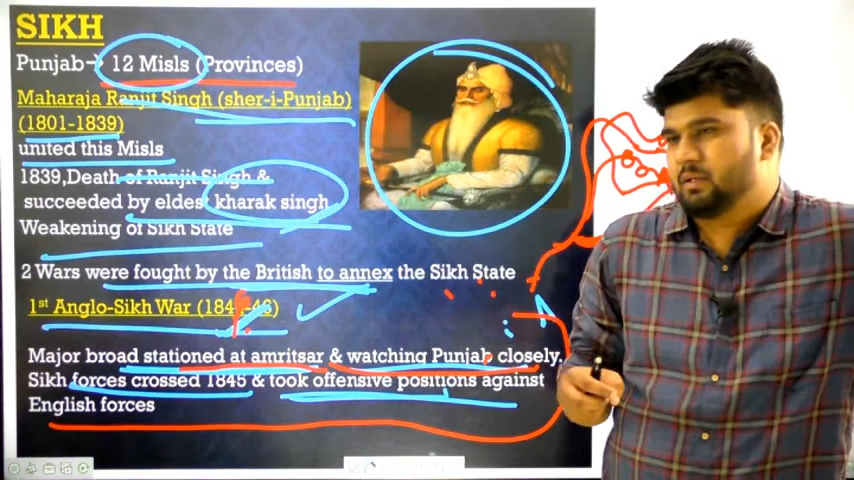 SIKH
Punjab→ 12 Misls (Provinces)
Maharaja Ranjit Singh (sher-i-Punjab)
(1801-1839)
united this Misls
1839,Death of Ranjit Singh &
succeeded by eldest kharak singh
Weakening of Sikh State
2 Wars were fought by the British to annex the Sikh State
1st Anglo-Sikh War (184 -46)
Major broad stationed at amritsar & watching Punjab closely.
Sikh forces crossed 1845 & took offensive positions against
English forces